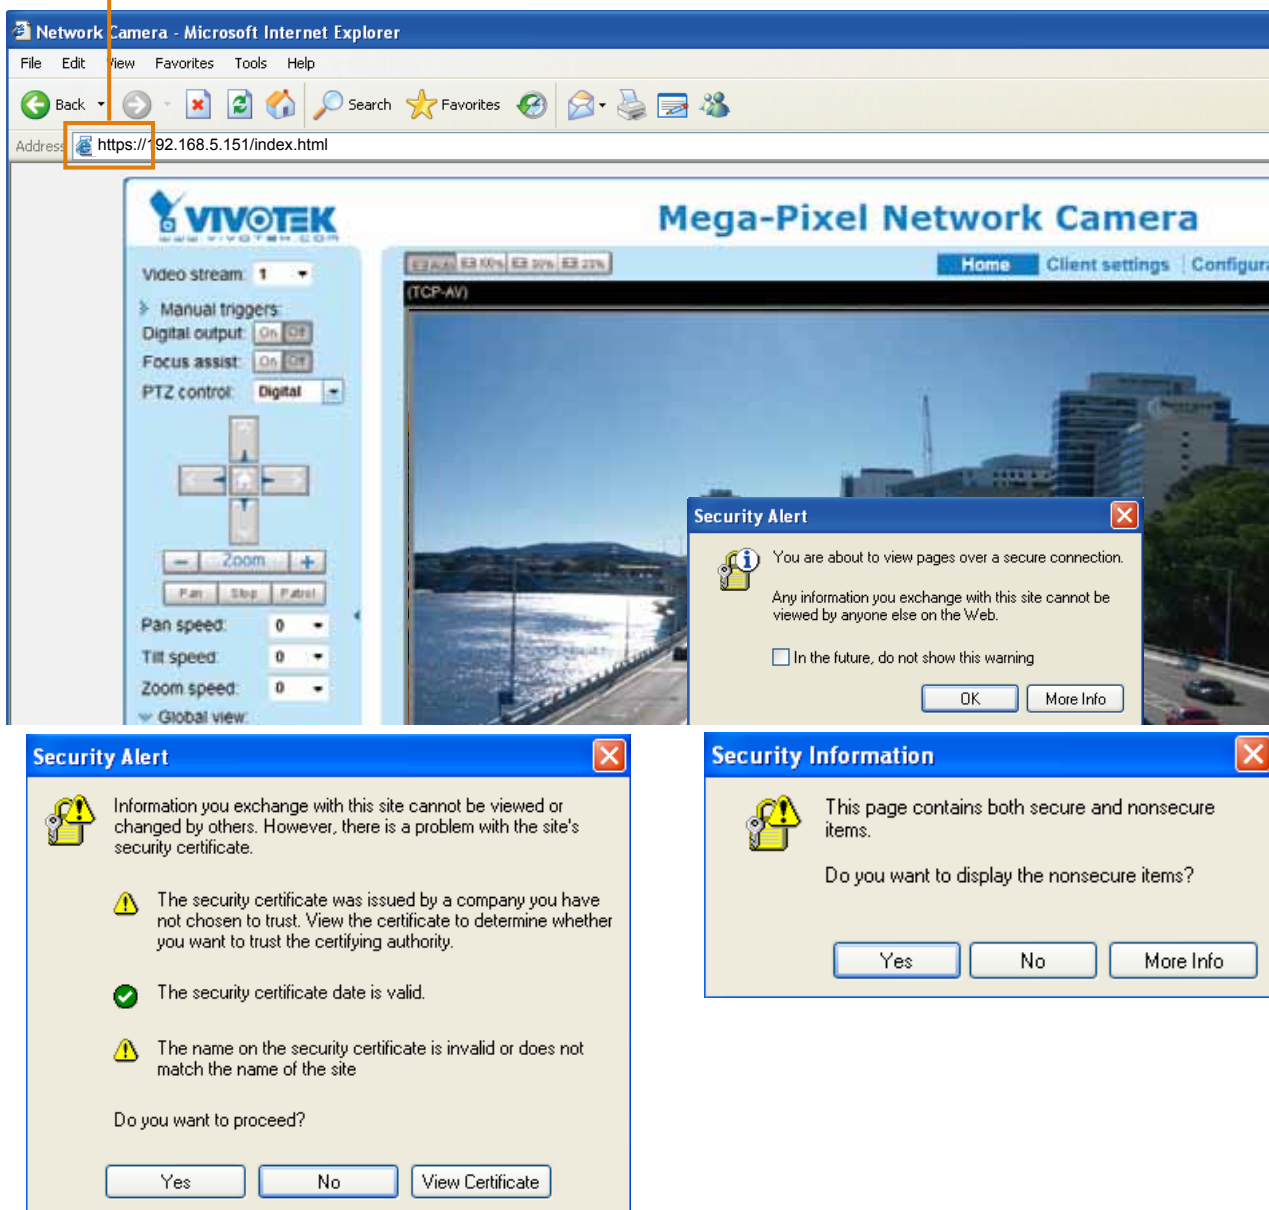 Network Camera - Microsoft Internet Explorer
File Edit View Favorites Tools Help
Back Search Favorites
Address https://192.168.5.151/index.html
VIVOTEK
www.vivotek.com
Mega-Pixel Network Camera
Video stream: 1
Auto 100% 50% 25%
Home Client settings Configura
Manual triggers:
(TCP-AV)
Digital output: On Off
Focus assist: On Off
PTZ control: Digital
Zoom
Pan Stop Patrol
Pan speed: 0
Tilt speed: 0
Zoom speed: 0
Global view:
Security Alert
You are about to view pages over a secure connection.
Any information you exchange with this site cannot be
viewed by anyone else on the Web.
In the future, do not show this warning
OK More Info
Security Alert
Information you exchange with this site cannot be viewed or
changed by others. However, there is a problem with the site's
security certificate.
The security certificate was issued by a company you have
not chosen to trust. View the certificate to determine whether
you want to trust the certifying authority.
The security certificate date is valid.
The name on the security certificate is invalid or does not
match the name of the site
Do you want to proceed?
Yes No View Certificate
Security Information
This page contains both secure and nonsecure
items.
Do you want to display the nonsecure items?
Yes No More Info